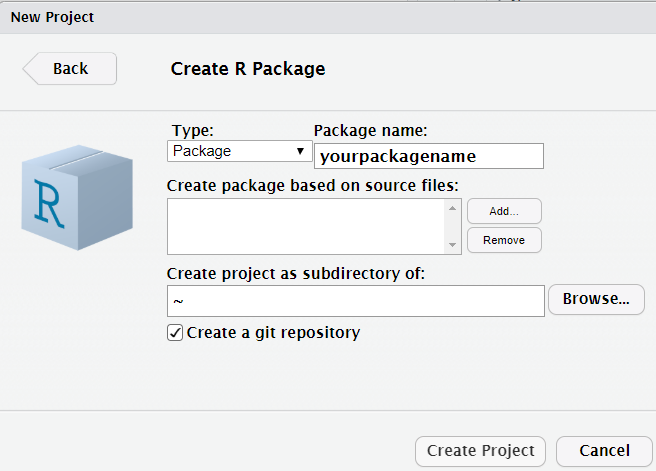 New Project
Back
Create R Package
Type:
Package name:
Package
yourpackagename
Create package based on source files:
Add...
Remove
R
Create project as subdirectory of:
~
Browse...
Create a git repository
Create Project
Cancel